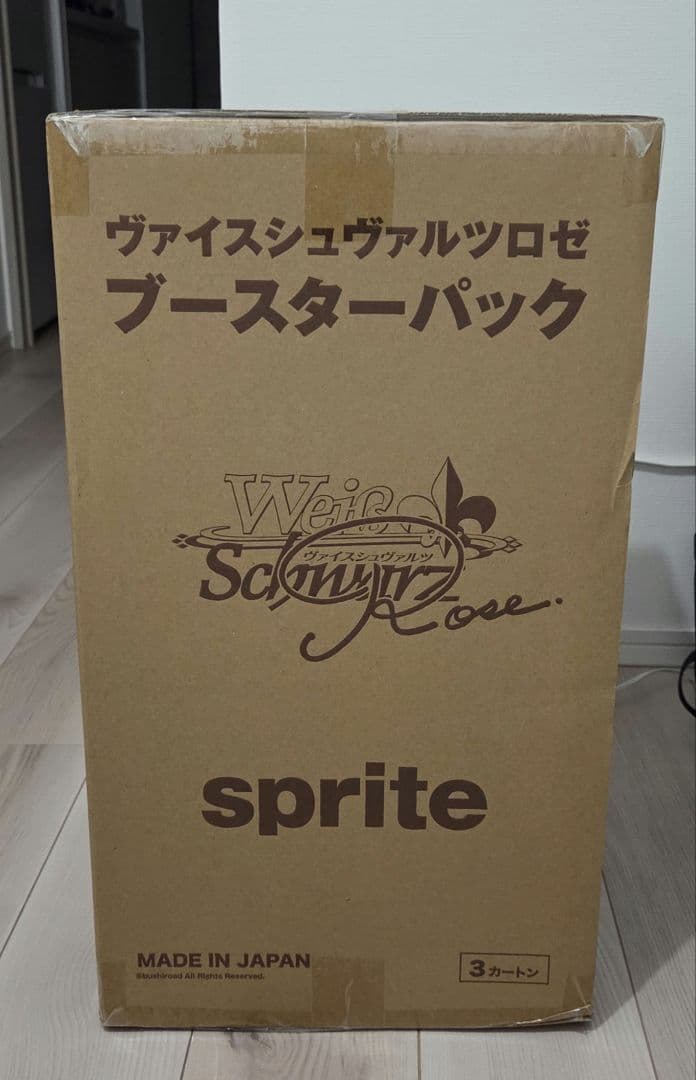 ヴァイスシュヴァルツロゼ
ブースターパック
Weiß
ヴァイスシュヴァルツ
Schwarz
Rose.
sprite
MADE IN JAPAN
©bushiroad All Rights Reserved.
3カートン